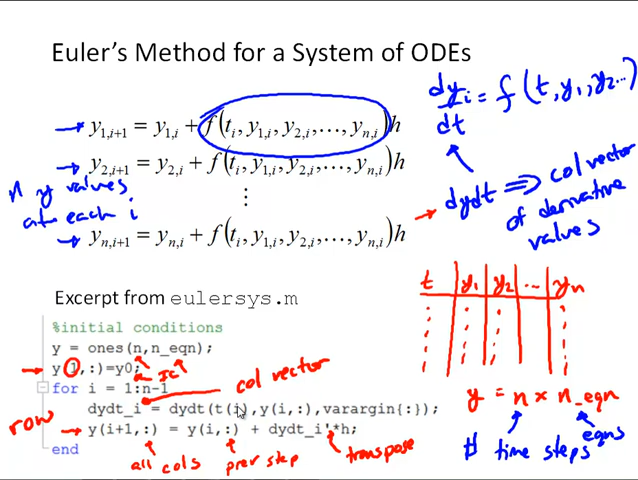 Euler's Method for a System of ODEs
y1,i+1 = y1,i + f(ti, y1,i, y2,i, ..., yn,i)h
y2,i+1 = y2,i + f(ti, y1,i, y2,i, ..., yn,i)h
⋮
yn,i+1 = yn,i + f(ti, y1,i, y2,i, ..., yn,i)h
n y values
at each i
dyi/dt = f(t, y1, y2...)
dydt ⇒ col vector
of derivative
values
t y1 y2 ... yn
y = n x n_eqn
# time steps
eqns
Excerpt from eulersys.m
%initial conditions
y = ones(n,n_eqn);
y(1,:)=y0;
IC
for i = 1:n-1
col vector
dydt_i = dydt(t(i),y(i,:),varargin{:});
row
y(i+1,:) = y(i,:) + dydt_i'*h;
end
all cols
prev step
transpose